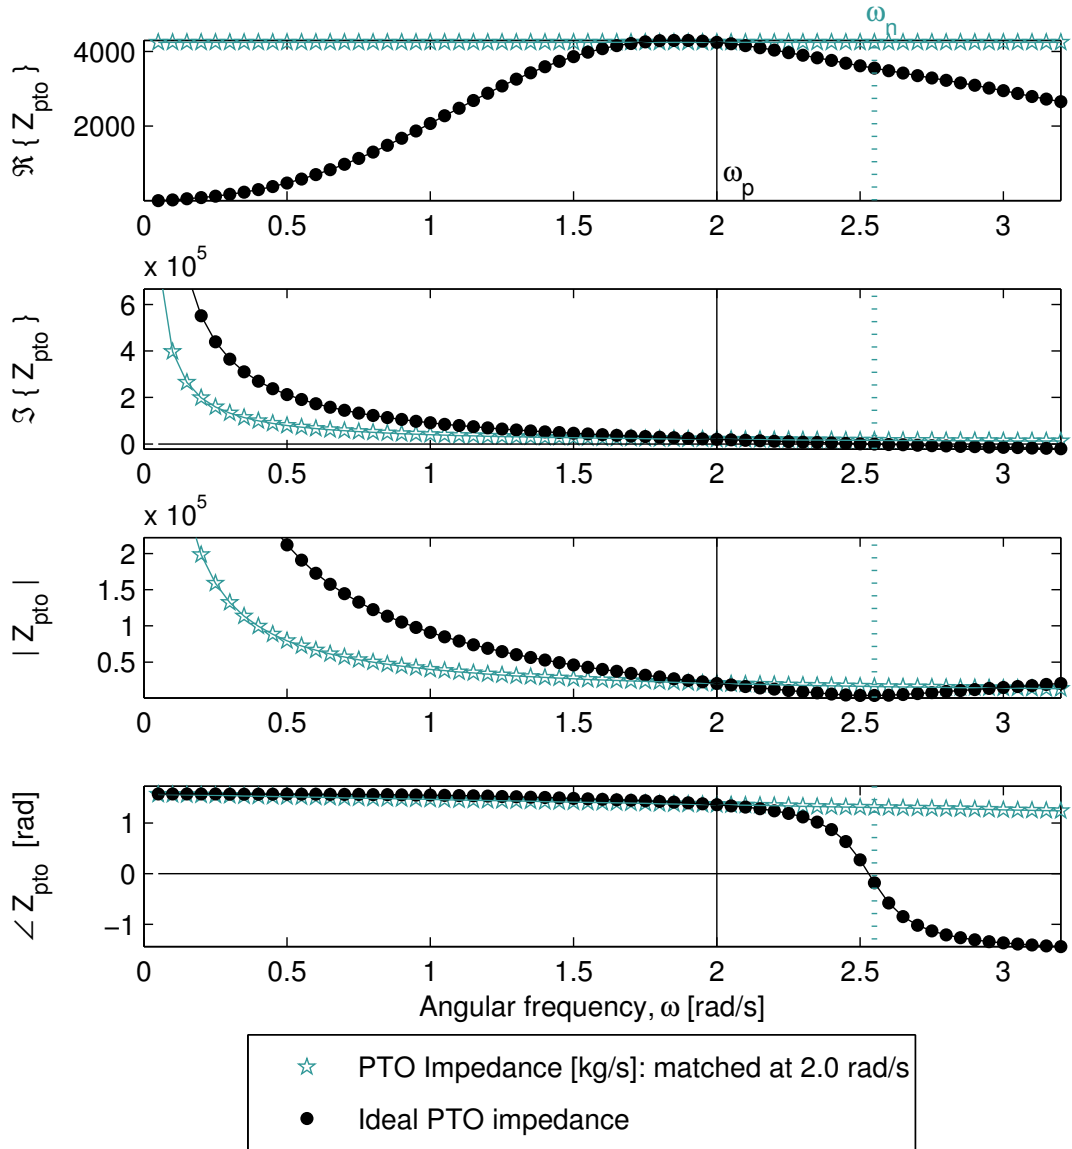 ω_n
ℜ { Z_pto }
4000
2000
ω_p
0 0.5 1 1.5 2 2.5 3
x 10^5
ℑ { Z_pto }
6
4
2
0
0 0.5 1 1.5 2 2.5 3
x 10^5
| Z_pto |
2
1.5
1
0.5
0 0.5 1 1.5 2 2.5 3
∠ Z_pto [rad]
1
0
−1
0 0.5 1 1.5 2 2.5 3
Angular frequency, ω [rad/s]
PTO Impedance [kg/s]: matched at 2.0 rad/s
Ideal PTO impedance